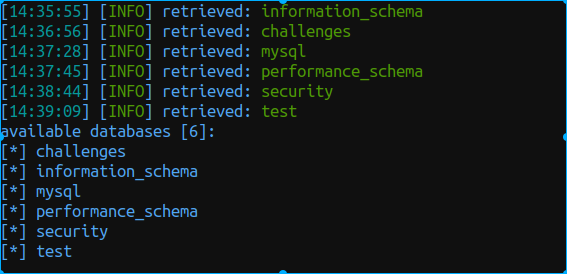 [14:35:55] [INFO] retrieved: information_schema
[14:36:56] [INFO] retrieved: challenges
[14:37:28] [INFO] retrieved: mysql
[14:37:45] [INFO] retrieved: performance_schema
[14:38:44] [INFO] retrieved: security
[14:39:09] [INFO] retrieved: test
available databases [6]:
[*] challenges
[*] information_schema
[*] mysql
[*] performance_schema
[*] security
[*] test